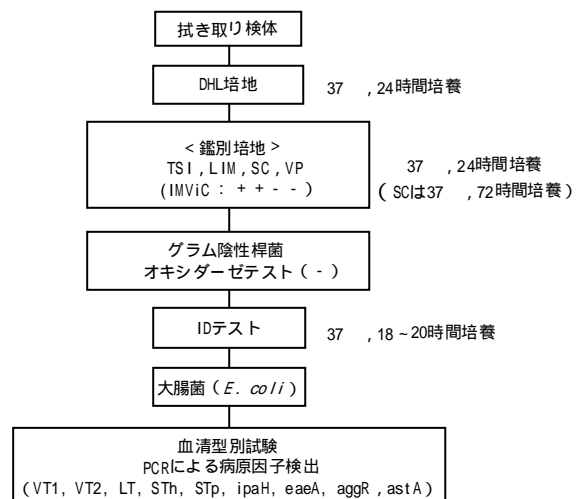 拭き取り検体
DHL培地
37 , 24時間培養
< 鑑別培地 >
TSI , LIM , SC , VP
(IMViC : + + - - )
37 , 24時間培養
( SCは37 , 72時間培養 )
グラム陰性桿菌
オキシダーゼテスト ( - )
IDテスト
37 , 18 ~ 20時間培養
大腸菌 ( E. coli )
血清型別試験
PCRによる病原因子検出
(VT1, VT2, LT, STh, STp, ipaH, eaeA, aggR , astA)